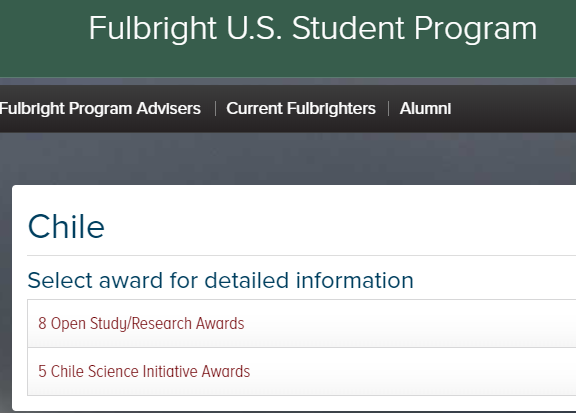 Fulbright U.S. Student Program
Fulbright Program Advisers | Current Fulbrighters | Alumni
Chile
Select award for detailed information
8 Open Study/Research Awards
5 Chile Science Initiative Awards